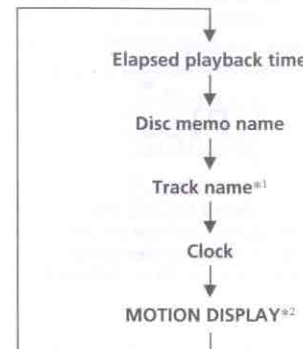 Elapsed playback time
Disc memo name
Track name*1
Clock
MOTION DISPLAY*2